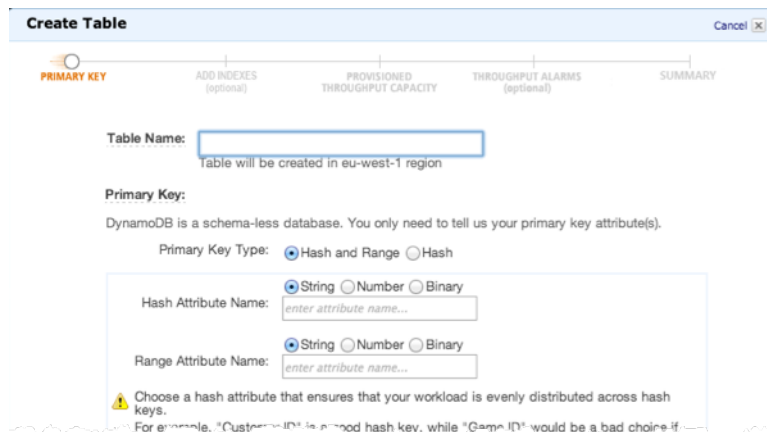 Create Table
Cancel
PRIMARY KEY
ADD INDEXES
(optional)
PROVISIONED
THROUGHPUT CAPACITY
THROUGHPUT ALARMS
(optional)
SUMMARY
Table Name:
Table will be created in eu-west-1 region
Primary Key:
DynamoDB is a schema-less database. You only need to tell us your primary key attribute(s).
Primary Key Type: Hash and Range Hash
String Number Binary
Hash Attribute Name: enter attribute name...
String Number Binary
Range Attribute Name: enter attribute name...
Choose a hash attribute that ensures that your workload is evenly distributed across hash
keys.
For example, "Customer ID" is a good hash key, while "Game ID" would be a bad choice if